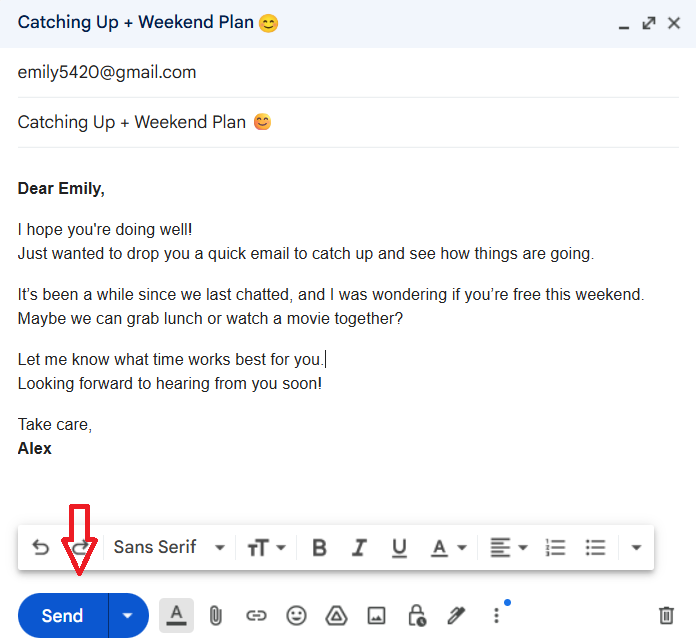 Catching Up + Weekend Plan 😊
emily5420@gmail.com
Catching Up + Weekend Plan 😊
Dear Emily,
I hope you're doing well!
Just wanted to drop you a quick email to catch up and see how things are going.
It’s been a while since we last chatted, and I was wondering if you’re free this weekend.
Maybe we can grab lunch or watch a movie together?
Let me know what time works best for you.
Looking forward to hearing from you soon!
Take care,
Alex
Sans Serif
Send